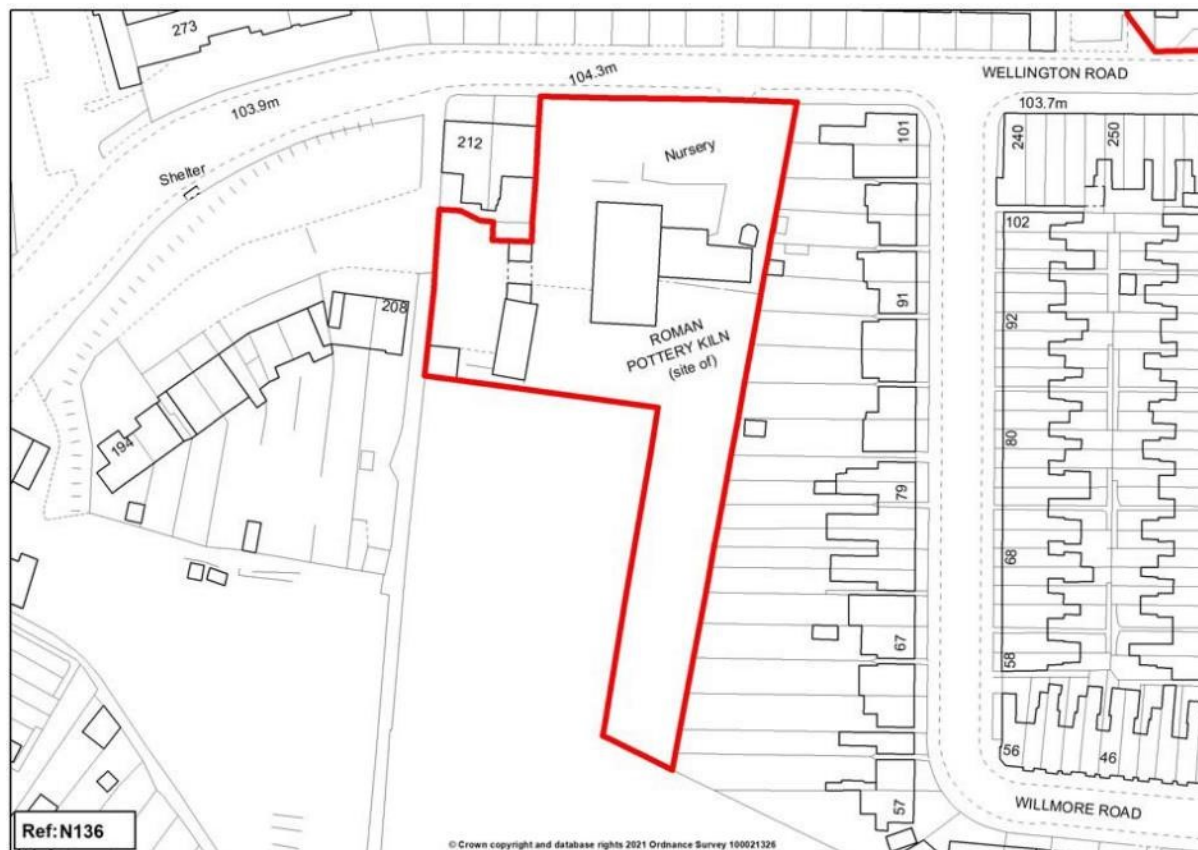 273
104.3m
WELLINGTON ROAD
103.9m
103.7m
212
Nursery
101
240
250
Shelter
102
208
91
92
ROMAN
POTTERY KILN
(site of)
194
80
79
68
67
58
56
46
57
WILLMORE ROAD
Ref:N136
© Crown copyright and database rights 2021 Ordnance Survey 100021326